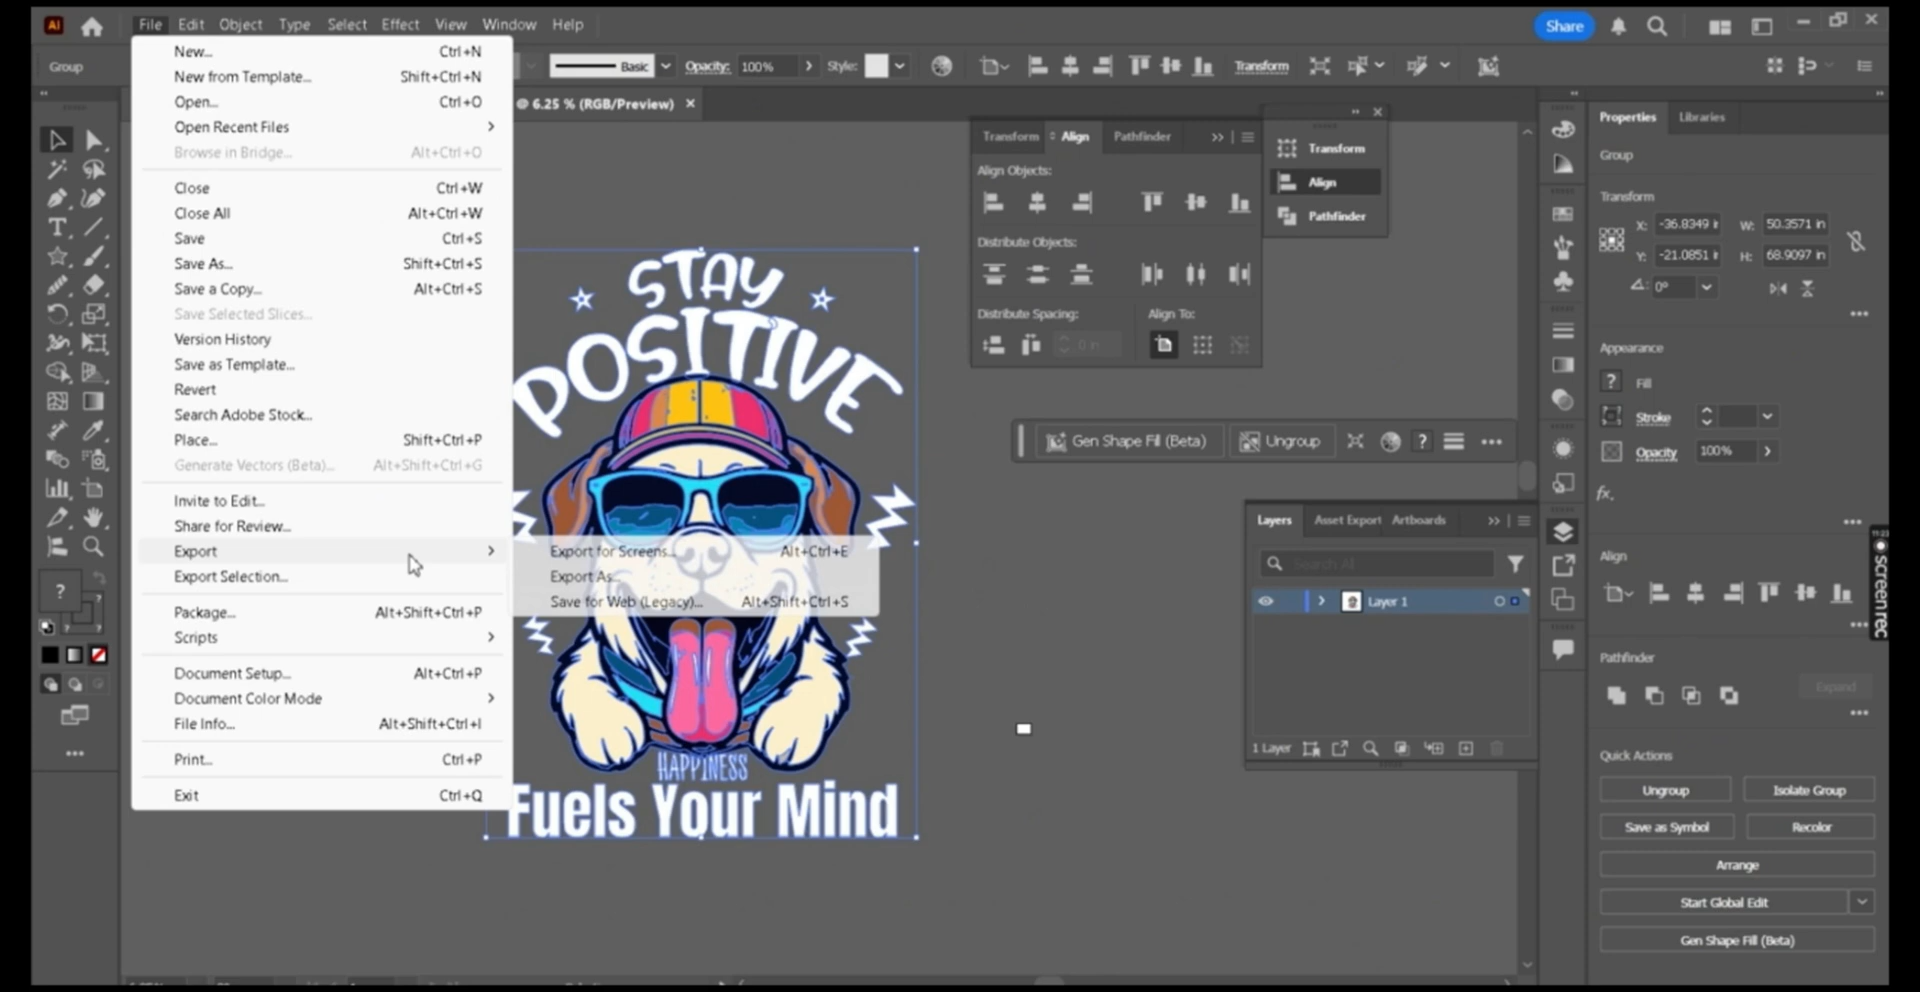 Ai File Edit Object Type Select Effect View Window Help Share
Group Basic Opacity: 100% Style: Transform
@ 6.25 % (RGB/Preview)
New... Ctrl+N
New from Template... Shift+Ctrl+N
Open... Ctrl+O
Open Recent Files
Browse in Bridge... Alt+Ctrl+O
Close Ctrl+W
Close All Alt+Ctrl+W
Save Ctrl+S
Save As... Shift+Ctrl+S
Save a Copy... Alt+Ctrl+S
Save Selected Slices...
Version History
Save as Template...
Revert
Search Adobe Stock...
Place... Shift+Ctrl+P
Generate Vectors (Beta)... Alt+Shift+Ctrl+G
Invite to Edit...
Share for Review...
Export
Export Selection...
Package... Alt+Shift+Ctrl+P
Scripts
Document Setup... Alt+Ctrl+P
Document Color Mode
File Info... Alt+Shift+Ctrl+I
Print... Ctrl+P
Exit Ctrl+Q
Export for Screens... Alt+Ctrl+E
Export As...
Save for Web (Legacy)... Alt+Shift+Ctrl+S
STAY
POSITIVE
HAPPINESS
Fuels Your Mind
Transform Align Pathfinder
Align Objects:
Distribute Objects:
Distribute Spacing: Align To:
0 in
Transform
Align
Pathfinder
Gen Shape Fill (Beta) Ungroup
Layers Asset Export Artboards
Search All
Layer 1
1 Layer
Properties Libraries
Group
Transform
X: -36.8349 i W: 50.3571 in
Y: -21.0851 i H: 68.9097 in
0°
Appearance
Fill
Stroke
Opacity 100%
fx.
Align
Pathfinder
Expand
Quick Actions
Ungroup Isolate Group
Save as Symbol Recolor
Arrange
Start Global Edit
Gen Shape Fill (Beta)
screen rec